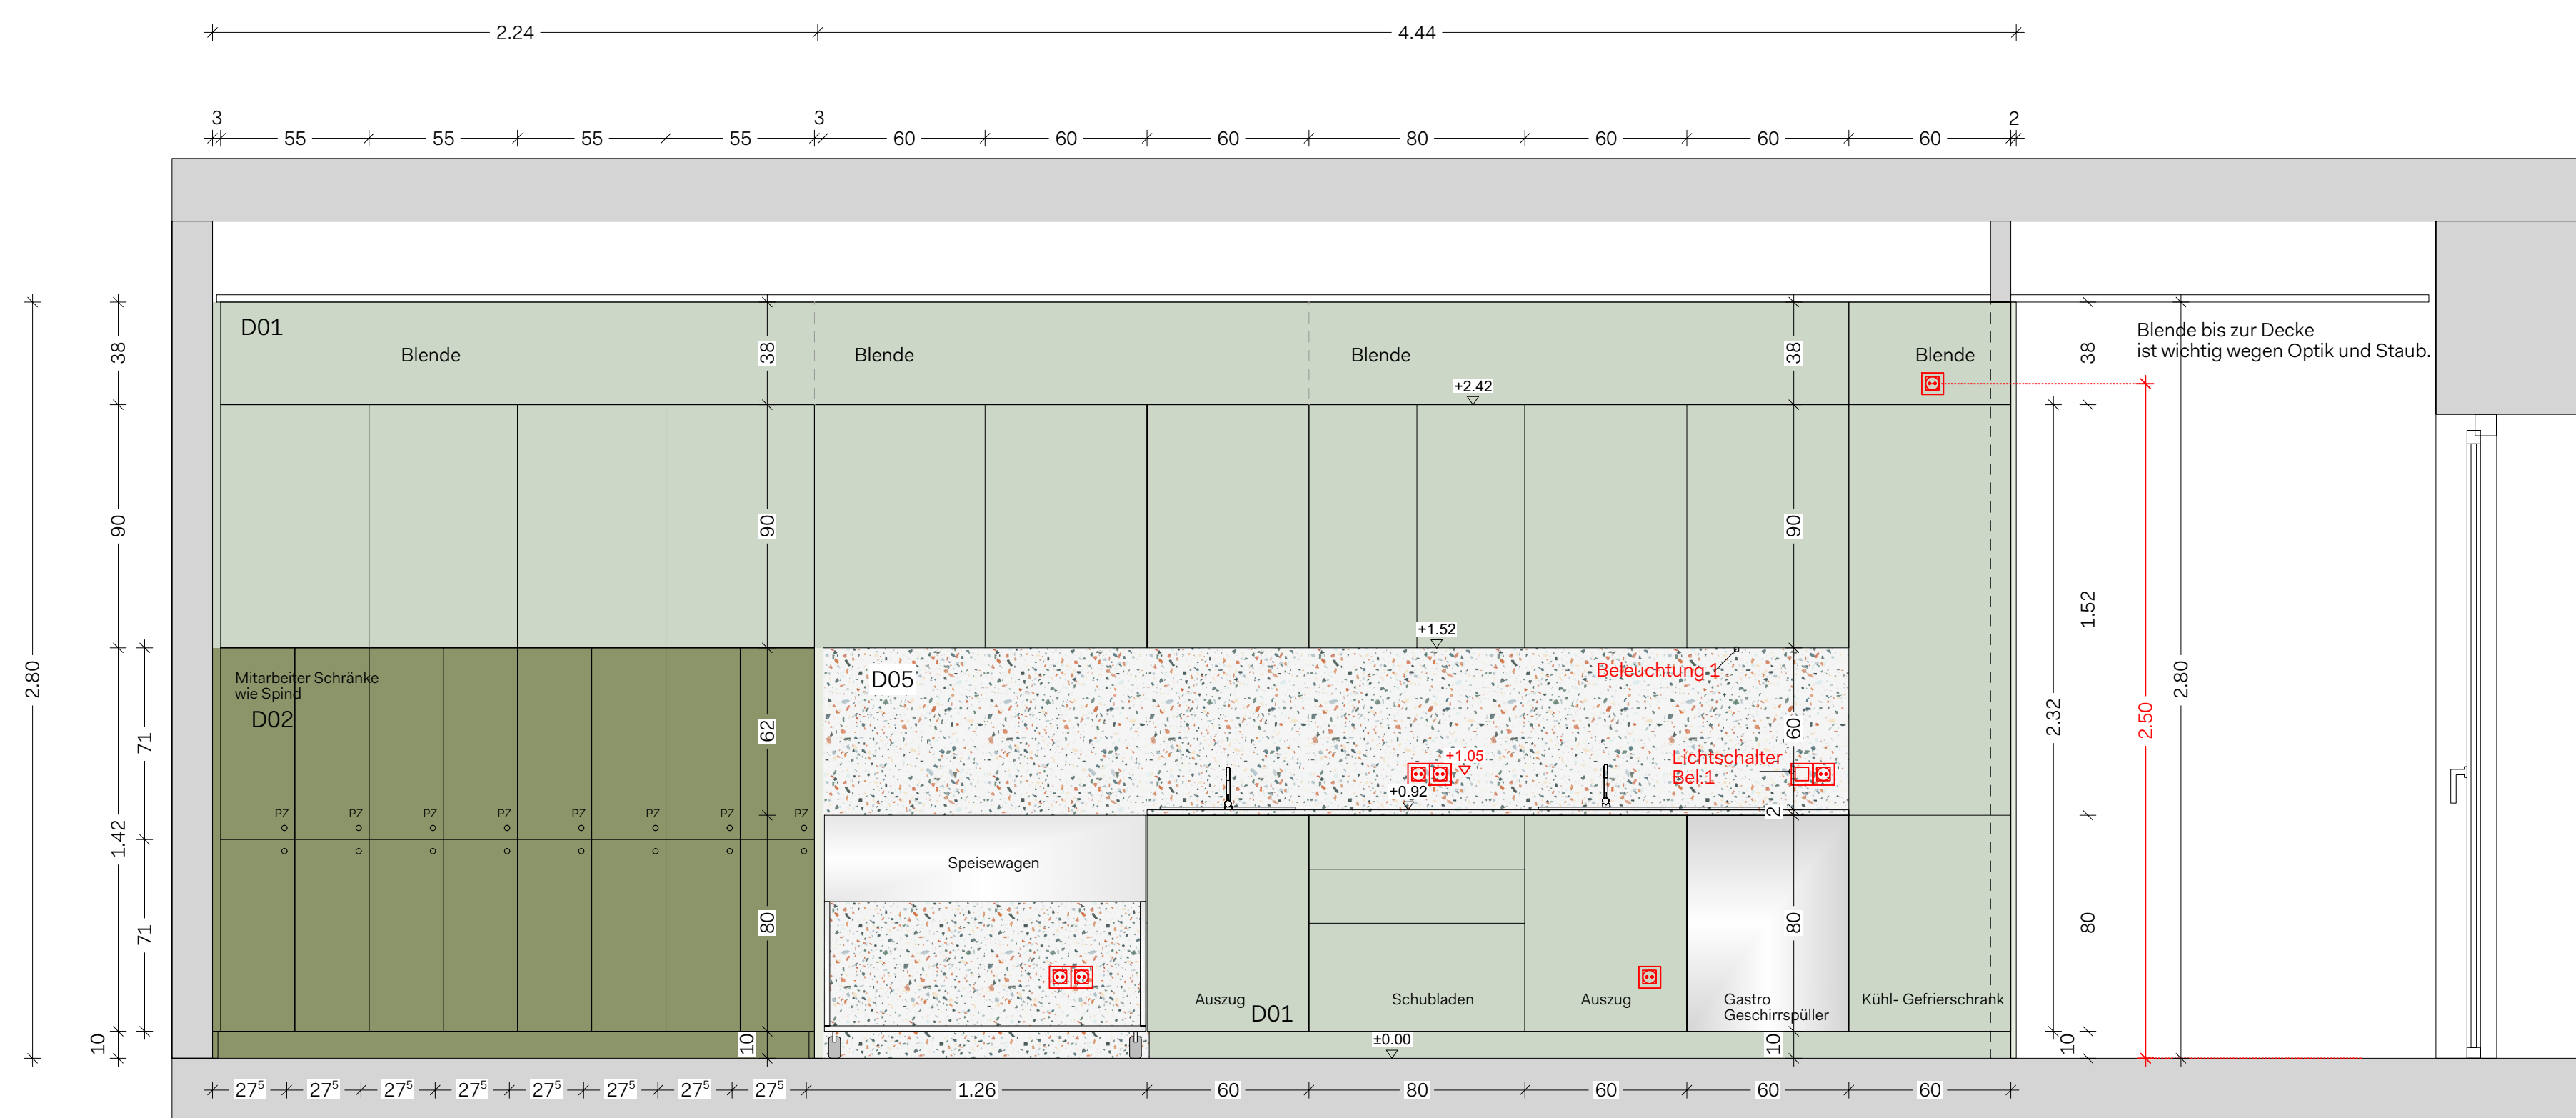 2.24 4.44
3 55 55 55 55 3 60 60 60 80 60 60 60 2
D01
Blende Blende Blende Blende
Blende bis zur Decke
ist wichtig wegen Optik und Staub.
38 38 38 38
+2.42
90 90 90
2.80 1.42 71 71 10
1.52 2.32 2.50 2.80
+1.52
Mitarbeiter Schränke
wie Spind
D02
D05
Beleuchtung 1
62 60
+1.05
Lichtschalter
Bel.1
+0.92
2
PZ PZ PZ PZ PZ PZ PZ PZ
Speisewagen
80 80 80
Auszug D01 Schubladen Auszug
Gastro
Geschirrspüller
Kühl- Gefrierschrank
±0.00
10 10 10
27⁵ 27⁵ 27⁵ 27⁵ 27⁵ 27⁵ 27⁵ 27⁵ 1.26 60 80 60 60 60